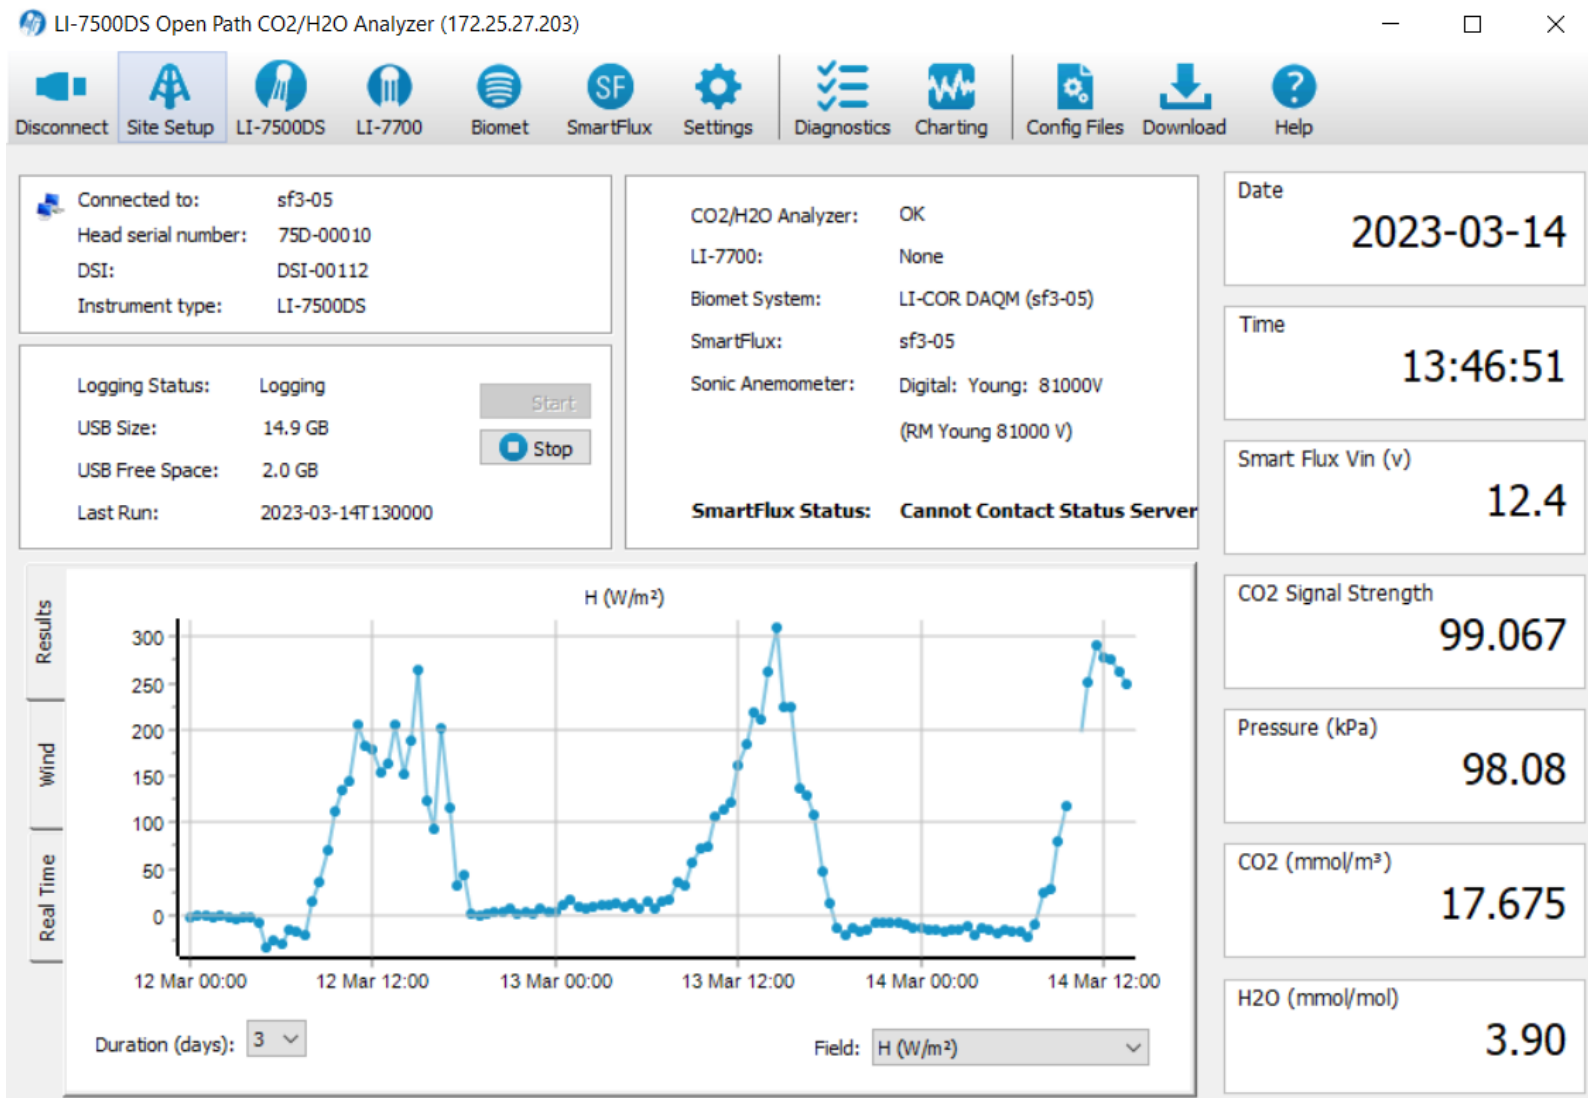 LI-7500DS Open Path CO2/H2O Analyzer (172.25.27.203)
Disconnect Site Setup LI-7500DS LI-7700 Biomet SmartFlux Settings Diagnostics Charting Config Files Download Help
SF
?
Connected to: sf3-05
Head serial number: 75D-00010
DSI: DSI-00112
Instrument type: LI-7500DS
Logging Status: Logging
USB Size: 14.9 GB
USB Free Space: 2.0 GB
Last Run: 2023-03-14T130000
Start
Stop
CO2/H2O Analyzer: OK
LI-7700: None
Biomet System: LI-COR DAQM (sf3-05)
SmartFlux: sf3-05
Sonic Anemometer: Digital: Young: 81000V
(RM Young 81000 V)
SmartFlux Status: Cannot Contact Status Server
Date
2023-03-14
Time
13:46:51
Smart Flux Vin (v)
12.4
CO2 Signal Strength
99.067
Pressure (kPa)
98.08
CO2 (mmol/m³)
17.675
H2O (mmol/mol)
3.90
Results
Wind
Real Time
H (W/m²)
300
250
200
150
100
50
0
12 Mar 00:00 12 Mar 12:00 13 Mar 00:00 13 Mar 12:00 14 Mar 00:00 14 Mar 12:00
Duration (days): 3
Field: H (W/m²)